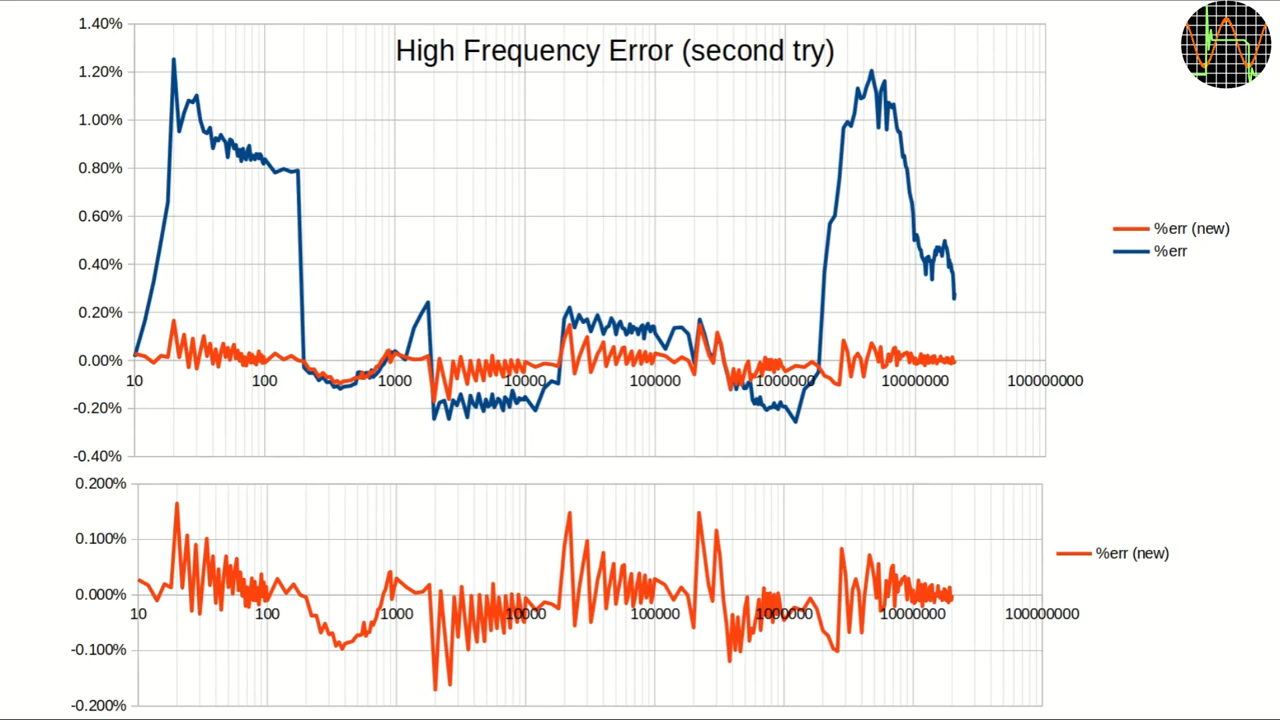 High Frequency Error (second try)
1.40%
1.20%
1.00%
0.80%
0.60%
0.40%
0.20%
0.00%
-0.20%
-0.40%
10 100 1000 10000 100000 1000000 10000000 100000000
%err (new)
%err
0.200%
0.100%
0.000%
-0.100%
-0.200%
10 100 1000 10000 100000 1000000 10000000 100000000
%err (new)